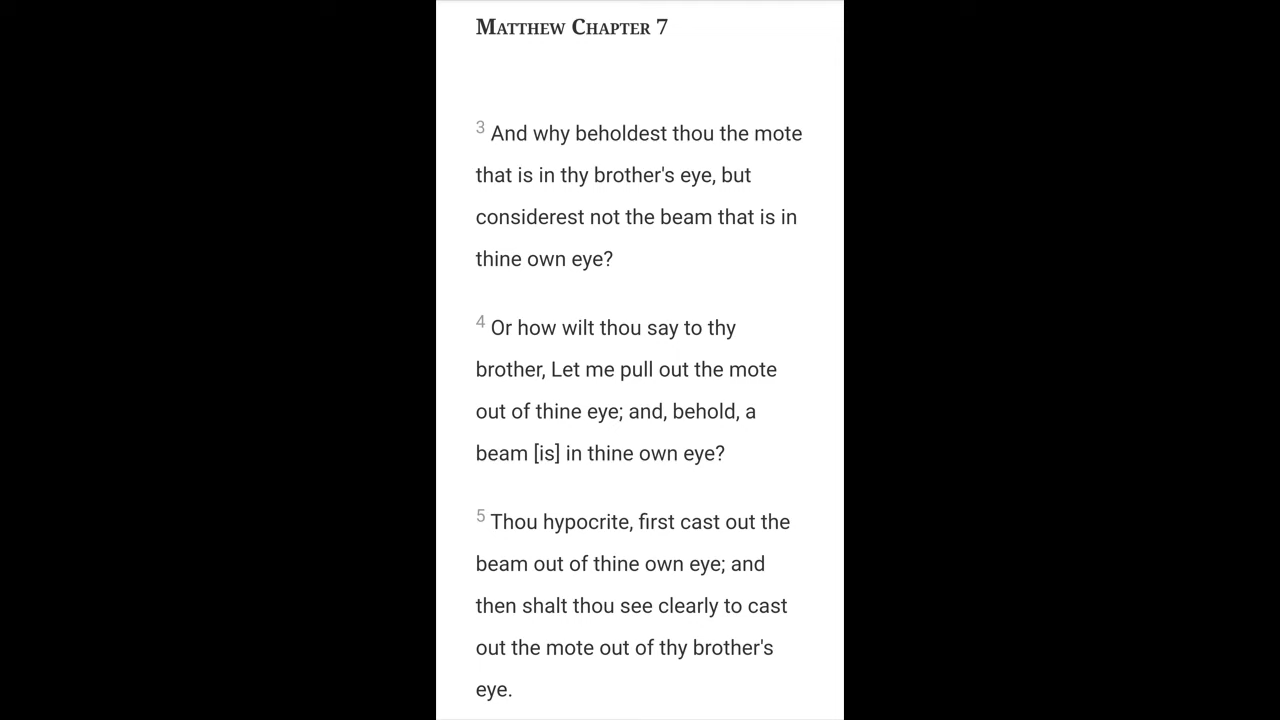 Matthew Chapter 7
3 And why beholdest thou the mote
that is in thy brother's eye, but
considerest not the beam that is in
thine own eye?
4 Or how wilt thou say to thy
brother, Let me pull out the mote
out of thine eye; and, behold, a
beam [is] in thine own eye?
5 Thou hypocrite, first cast out the
beam out of thine own eye; and
then shalt thou see clearly to cast
out the mote out of thy brother's
eye.